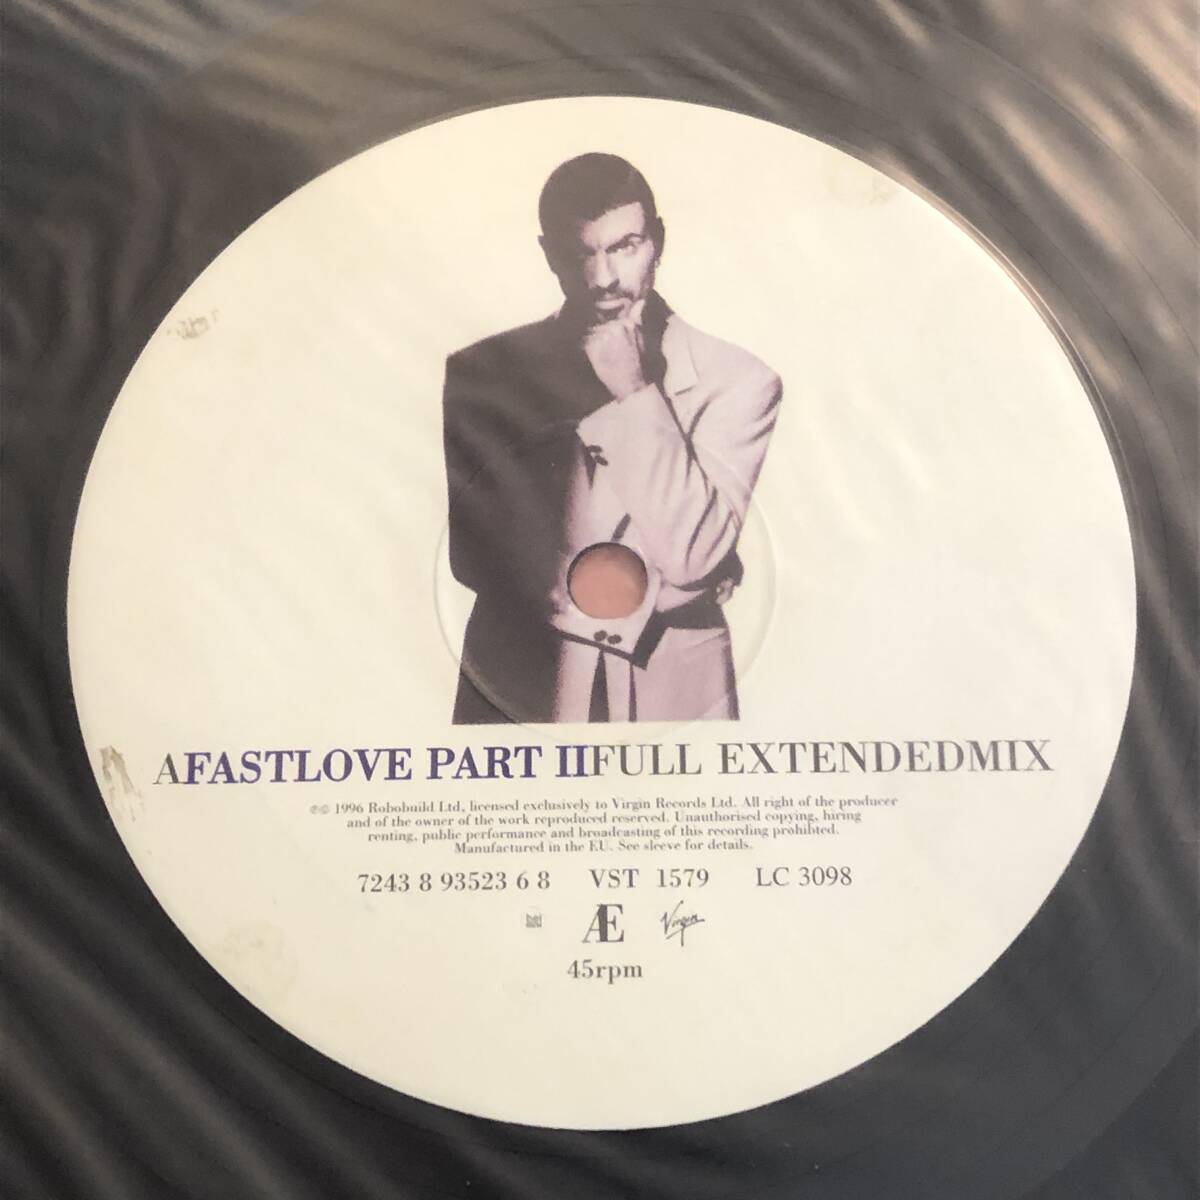 AFASTLOVE PART IIFULL EXTENDEDMIX
℗© 1996 Robobuild Ltd, licensed exclusively to Virgin Records Ltd. All right of the producer
and of the owner of the work reproduced reserved. Unauthorised copying, hiring
renting, public performance and broadcasting of this recording prohibted.
Manufactured in the EU. See sleeve for details.
7243 8 93523 6 8 VST 1579 LC 3098
Æ Virgin
45rpm